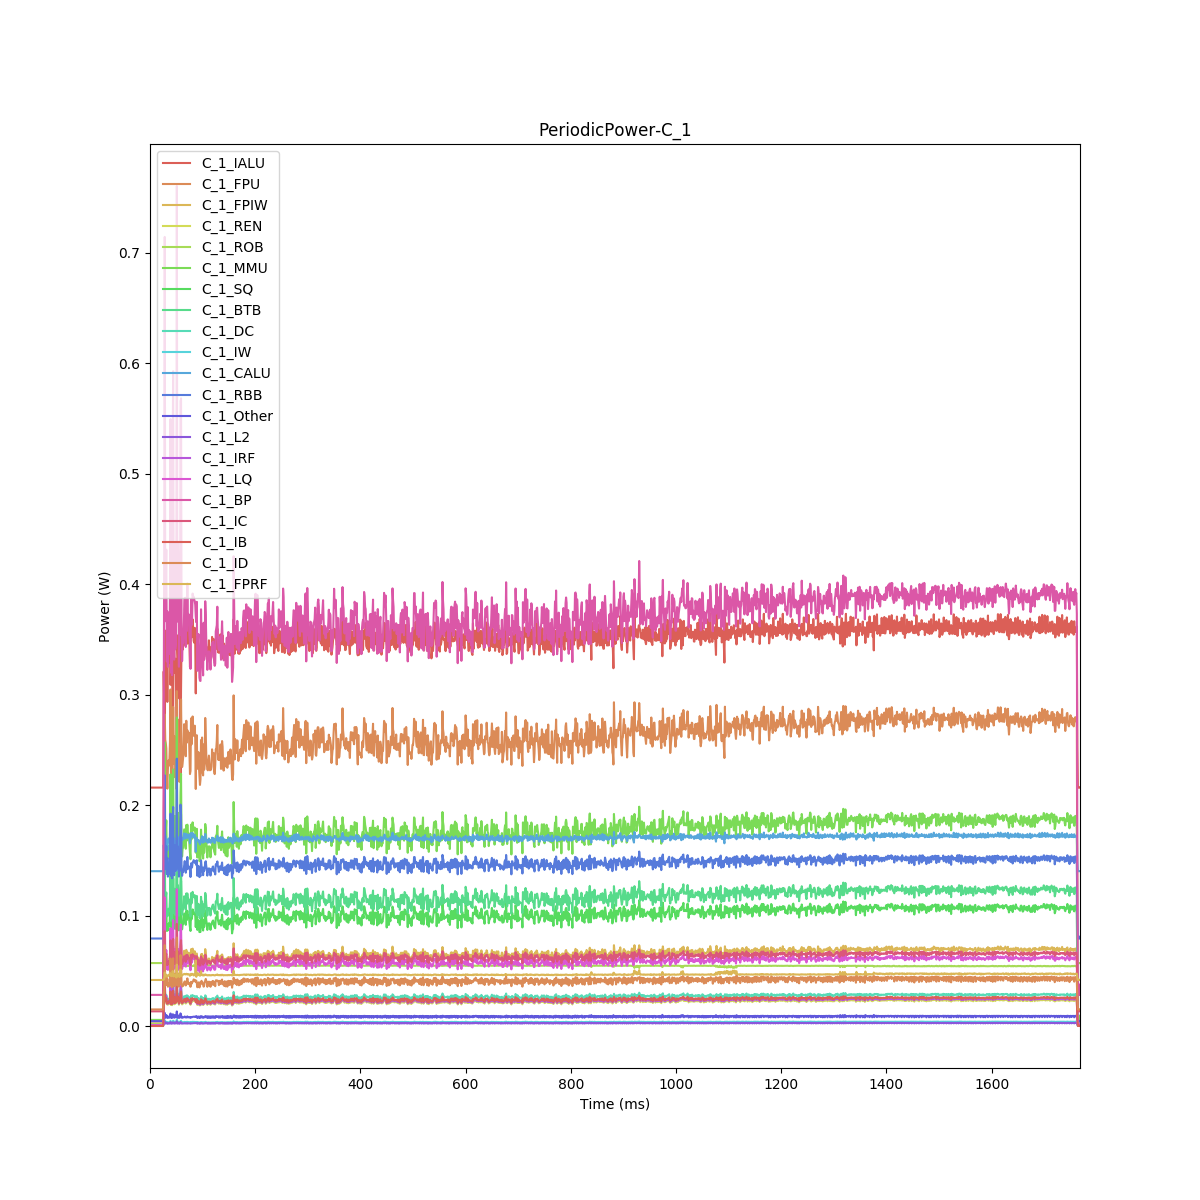 PeriodicPower-C_1
C_1_IALU
C_1_FPU
C_1_FPIW
C_1_REN
C_1_ROB
C_1_MMU
C_1_SQ
C_1_BTB
C_1_DC
C_1_IW
C_1_CALU
C_1_RBB
C_1_Other
C_1_L2
C_1_IRF
C_1_LQ
C_1_BP
C_1_IC
C_1_IB
C_1_ID
C_1_FPRF
0.7
0.6
0.5
0.4
0.3
0.2
0.1
0.0
Power (W)
0 200 400 600 800 1000 1200 1400 1600
Time (ms)